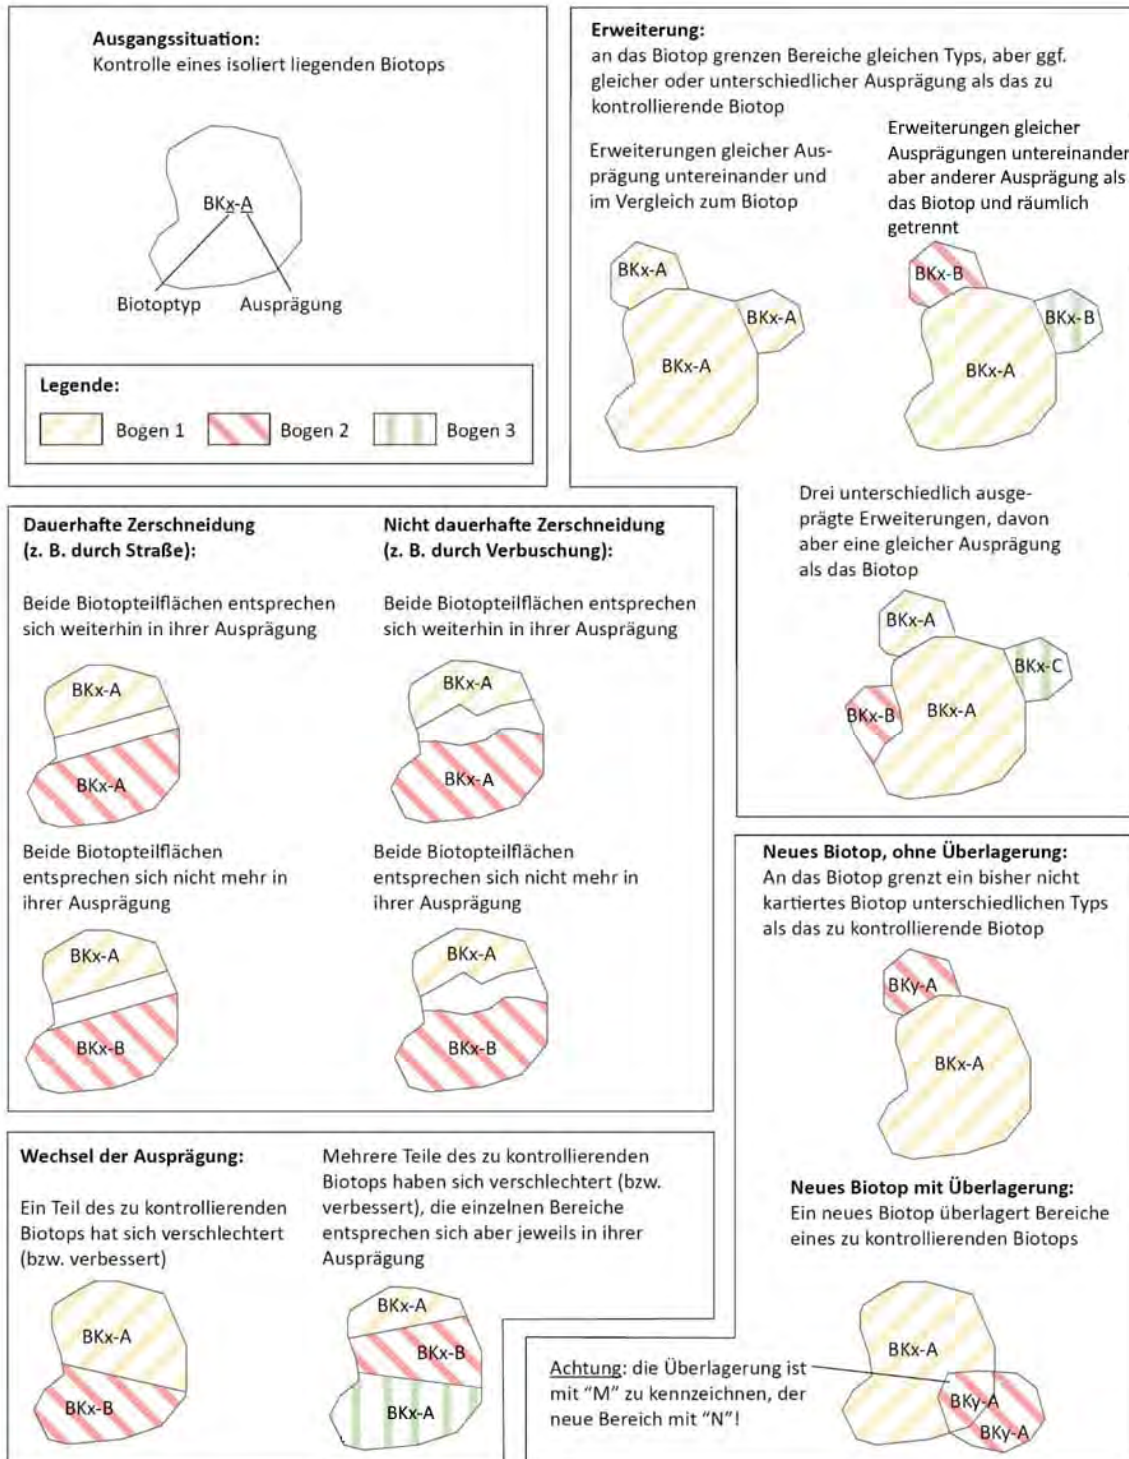 Ausgangssituation:
Kontrolle eines isoliert liegenden Biotops
BKx-A
Biotoptyp
Ausprägung
Legende:
Bogen 1
Bogen 2
Bogen 3
Erweiterung:
an das Biotop grenzen Bereiche gleichen Typs, aber ggf.
gleicher oder unterschiedlicher Ausprägung als das zu
kontrollierende Biotop
Erweiterungen gleicher Aus-
prägung untereinander und
im Vergleich zum Biotop
BKx-A
BKx-A
BKx-A
Erweiterungen gleicher
Ausprägungen untereinander
aber anderer Ausprägung als
das Biotop und räumlich
getrennt
BKx-B
BKx-B
BKx-A
Drei unterschiedlich ausge-
prägte Erweiterungen, davon
aber eine gleicher Ausprägung
als das Biotop
BKx-A
BKx-C
BKx-B
BKx-A
Dauerhafte Zerschneidung
(z. B. durch Straße):
Beide Biotopteilflächen entsprechen
sich weiterhin in ihrer Ausprägung
BKx-A
BKx-A
Beide Biotopteilflächen
entsprechen sich nicht mehr in
ihrer Ausprägung
BKx-A
BKx-B
Nicht dauerhafte Zerschneidung
(z. B. durch Verbuschung):
Beide Biotopteilflächen entsprechen
sich weiterhin in ihrer Ausprägung
BKx-A
BKx-A
Beide Biotopteilflächen
entsprechen sich nicht mehr in
ihrer Ausprägung
BKx-A
BKx-B
Neues Biotop, ohne Überlagerung:
An das Biotop grenzt ein bisher nicht
kartiertes Biotop unterschiedlichen Typs
als das zu kontrollierende Biotop
BKy-A
BKx-A
Neues Biotop mit Überlagerung:
Ein neues Biotop überlagert Bereiche
eines zu kontrollierenden Biotops
BKx-A
BKy-A
BKy-A
Achtung: die Überlagerung ist
mit "M" zu kennzeichnen, der
neue Bereich mit "N"!
Wechsel der Ausprägung:
Ein Teil des zu kontrollierenden
Biotops hat sich verschlechtert
(bzw. verbessert)
BKx-A
BKx-B
Mehrere Teile des zu kontrollierenden
Biotops haben sich verschlechtert (bzw.
verbessert), die einzelnen Bereiche
entsprechen sich aber jeweils in ihrer
Ausprägung
BKx-A
BKx-B
BKx-A